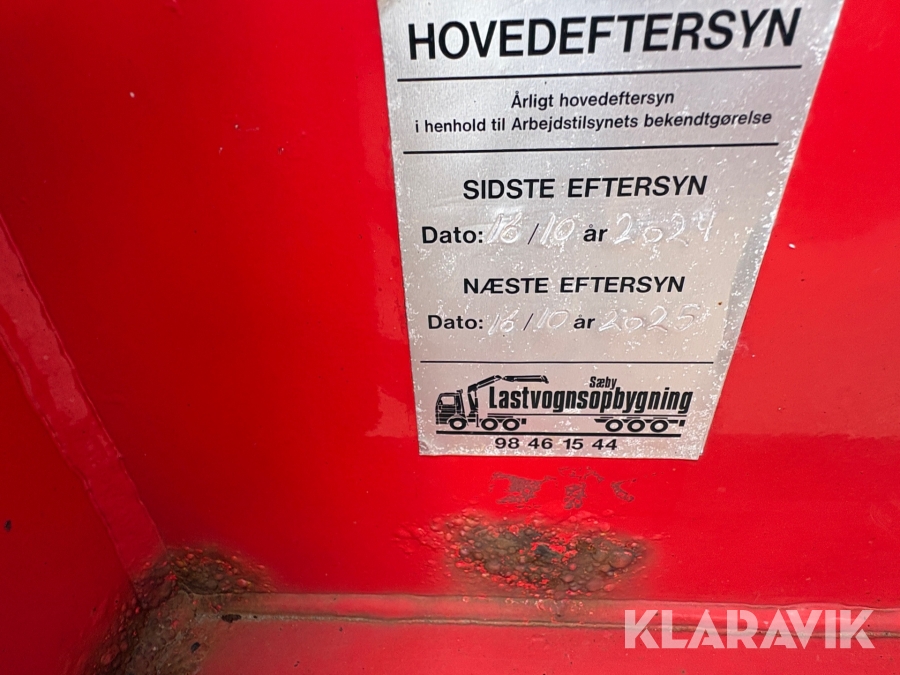 HOVEDEFTERSYN
Årligt hovedeftersyn
i henhold til Arbejdstilsynets bekendtgørelse
SIDSTE EFTERSYN
Dato: 16/10 år 2024
NÆSTE EFTERSYN
Dato: 16/10 år 2025
Sæby
Lastvognsopbygning
98 46 15 44
KLARAVIK